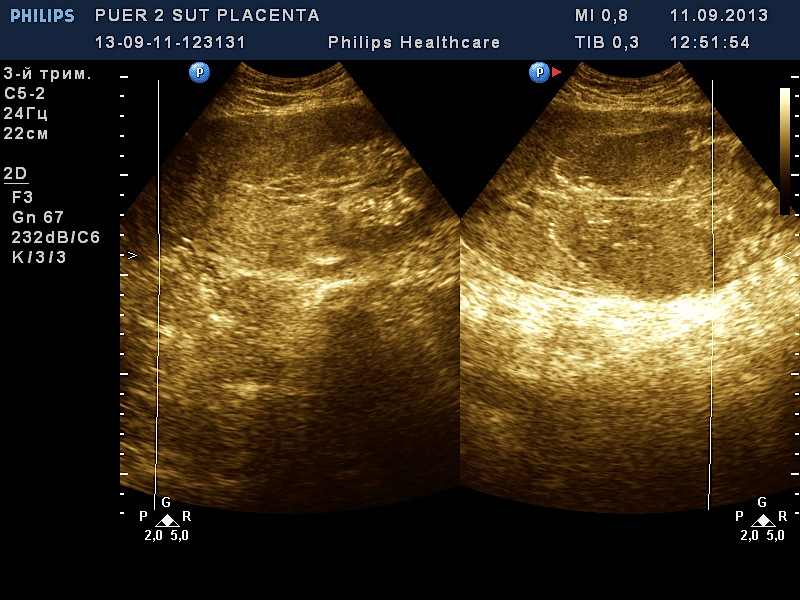 PHILIPS PUER 2 SUT PLACENTA MI 0,8 11.09.2013
13-09-11-123131 Philips Healthcare TIB 0,3 12:51:54
3-й трим.
C5-2
24Гц
22см
2D
F3
Gn 67
232dB/C6
K/3/3
P
P
G
P R
2,0 5,0
G
P R
2,0 5,0